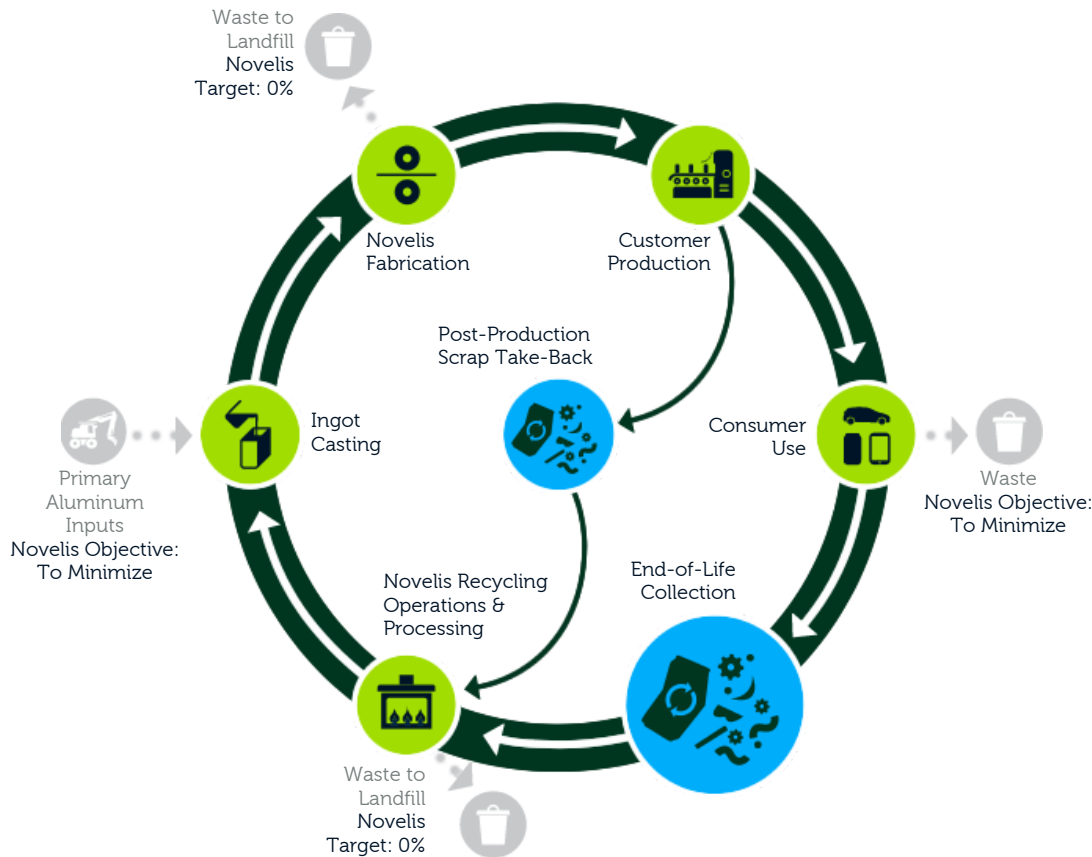 Waste to
Landfill
Novelis
Target: 0%
Novelis
Fabrication
Customer
Production
Post-Production
Scrap Take-Back
Ingot
Casting
Consumer
Use
Primary
Aluminum
Inputs
Novelis Objective:
To Minimize
Waste
Novelis Objective:
To Minimize
End-of-Life
Collection
Novelis Recycling
Operations &
Processing
Waste to
Landfill
Novelis
Target: 0%